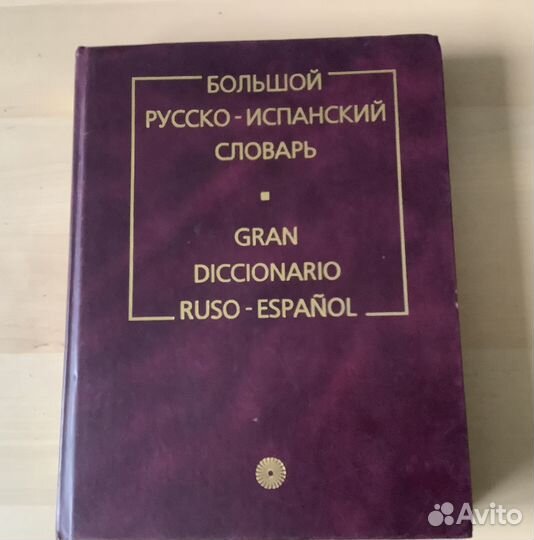 БОЛЬШОЙ
РУССКО - ИСПАНСКИЙ
СЛОВАРЬ
GRAN
DICCIONARIO
RUSO - ESPAÑOL
Avito